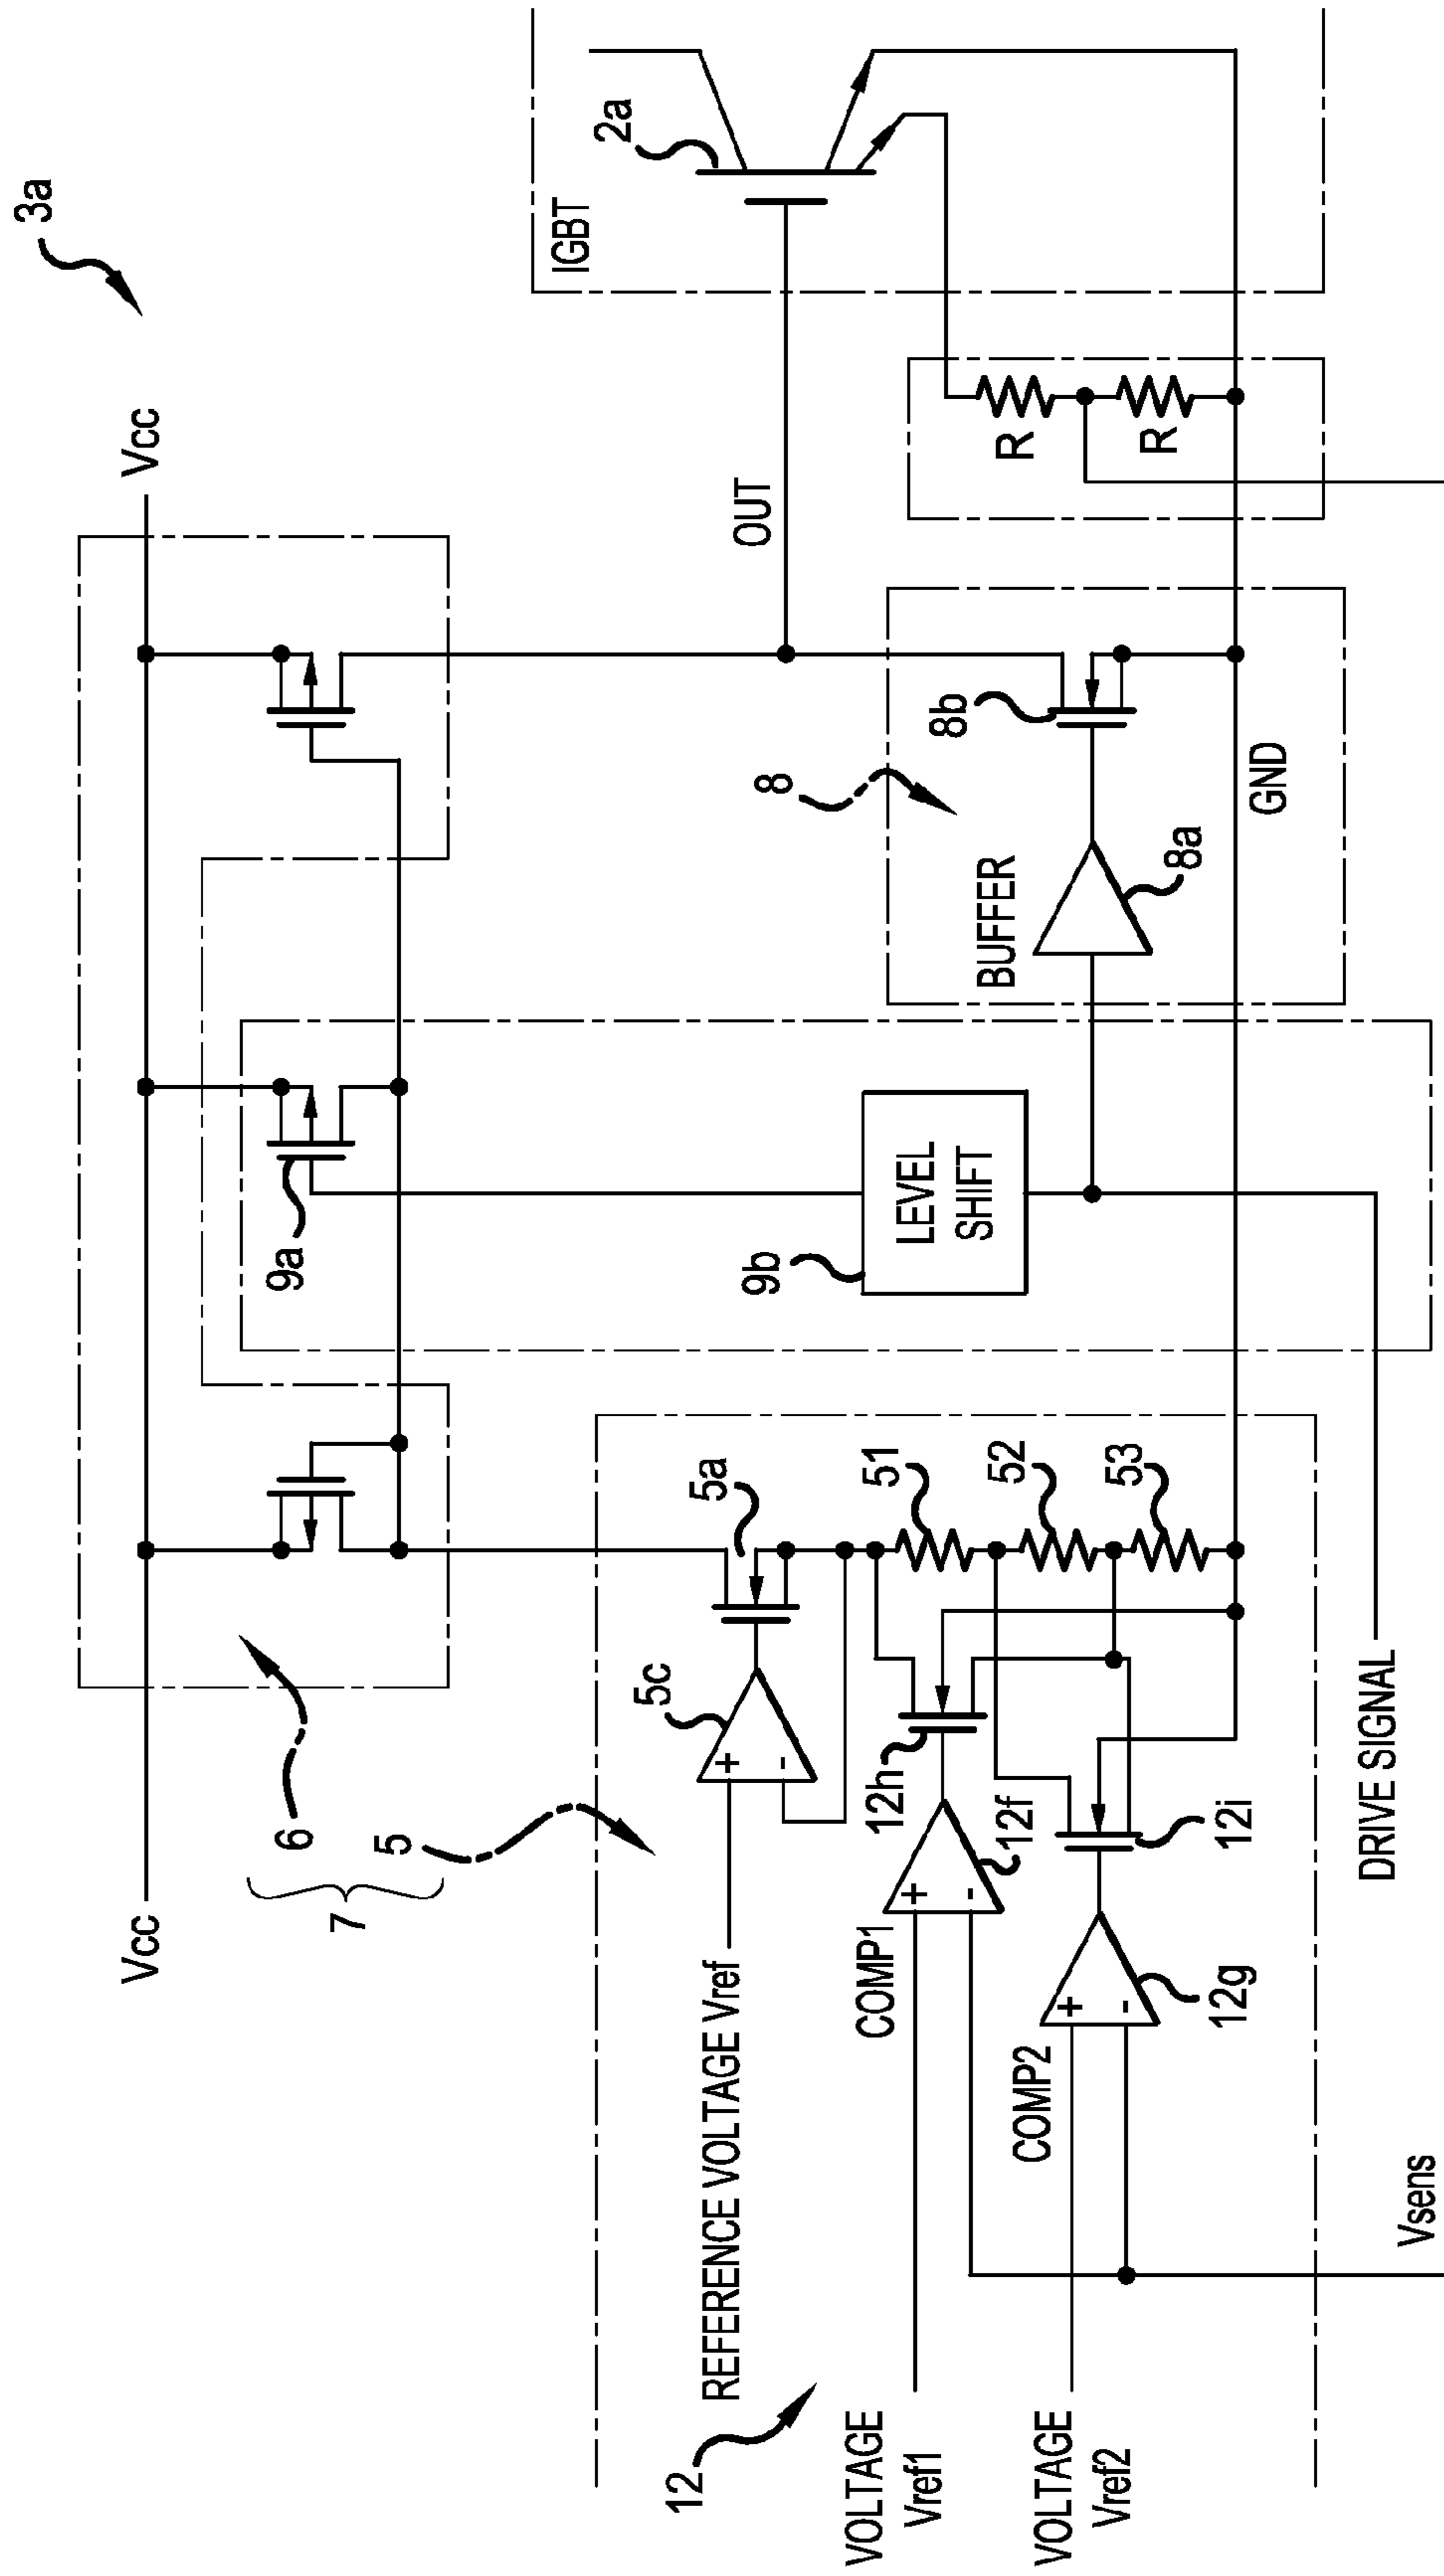 3a
Vcc
Vcc
6
5
7
9a
OUT
IGBT
2a
5c
5a
REFERENCE VOLTAGE Vref
+
-
12
VOLTAGE
Vref1
COMP1
+
-
12h
12f
51
52
53
VOLTAGE
Vref2
COMP2
+
-
12g
12i
9b
LEVEL
SHIFT
BUFFER
8a
8
8b
GND
R
R
DRIVE SIGNAL
Vsens